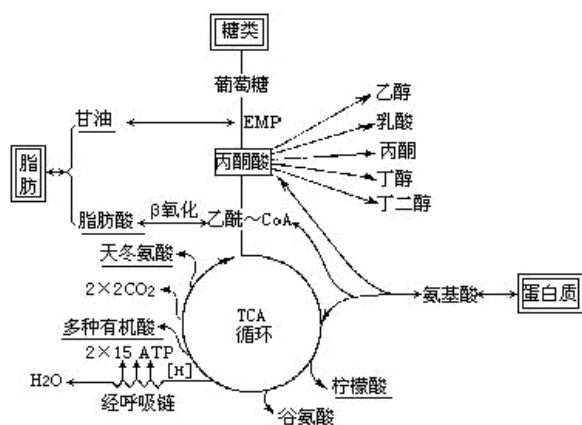 糖类
葡萄糖
甘油
EMP
乙醇
乳酸
丙酮
丁醇
丁二醇
丙酮酸
脂肪
脂肪酸
β氧化
乙酰~CoA
天冬氨酸
2×2CO₂
多种有机酸
2×15 ATP
[H]
H₂O
经呼吸链
TCA
循环
氨基酸
蛋白质
柠檬酸
谷氨酸